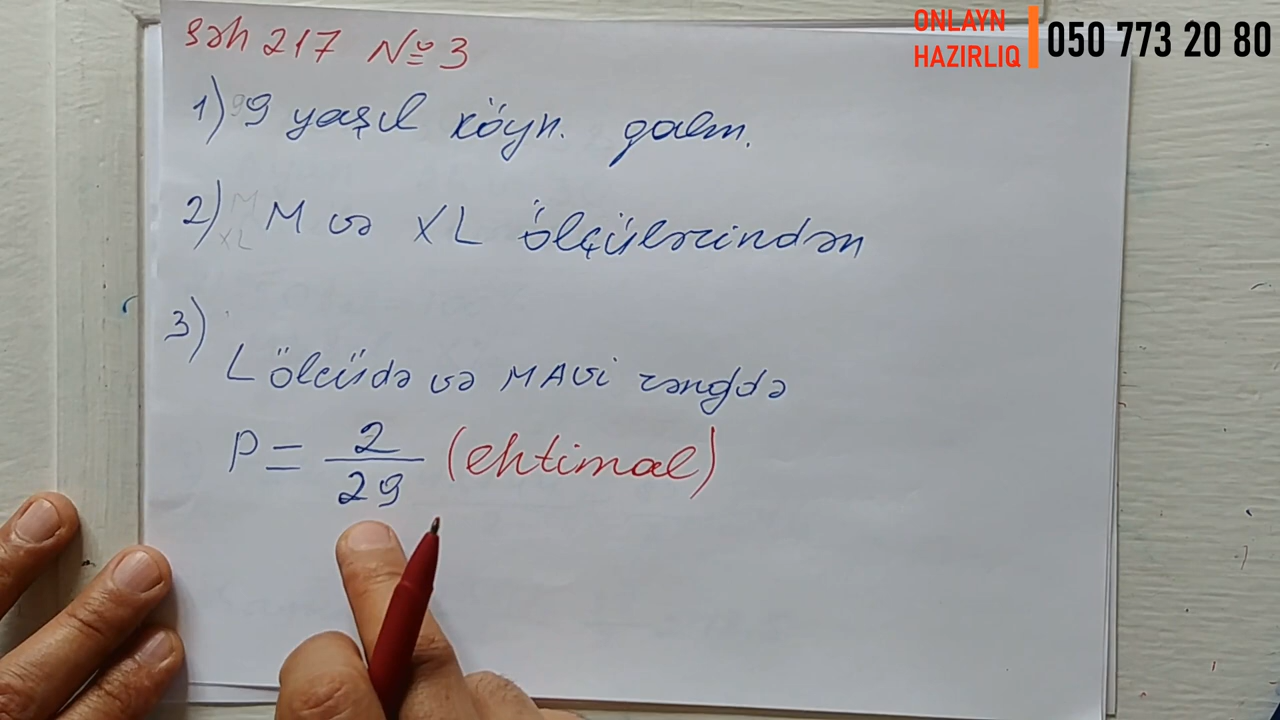 ONLAYN
HAZIRLIQ 050 773 20 80
səh 217 № 3
1) 9 yaşıl köyn. qalm.
2) M və XL ölçülərindən
3)
L ölçüdə və MAVi rəngdə
P = 2/29 (ehtimal)